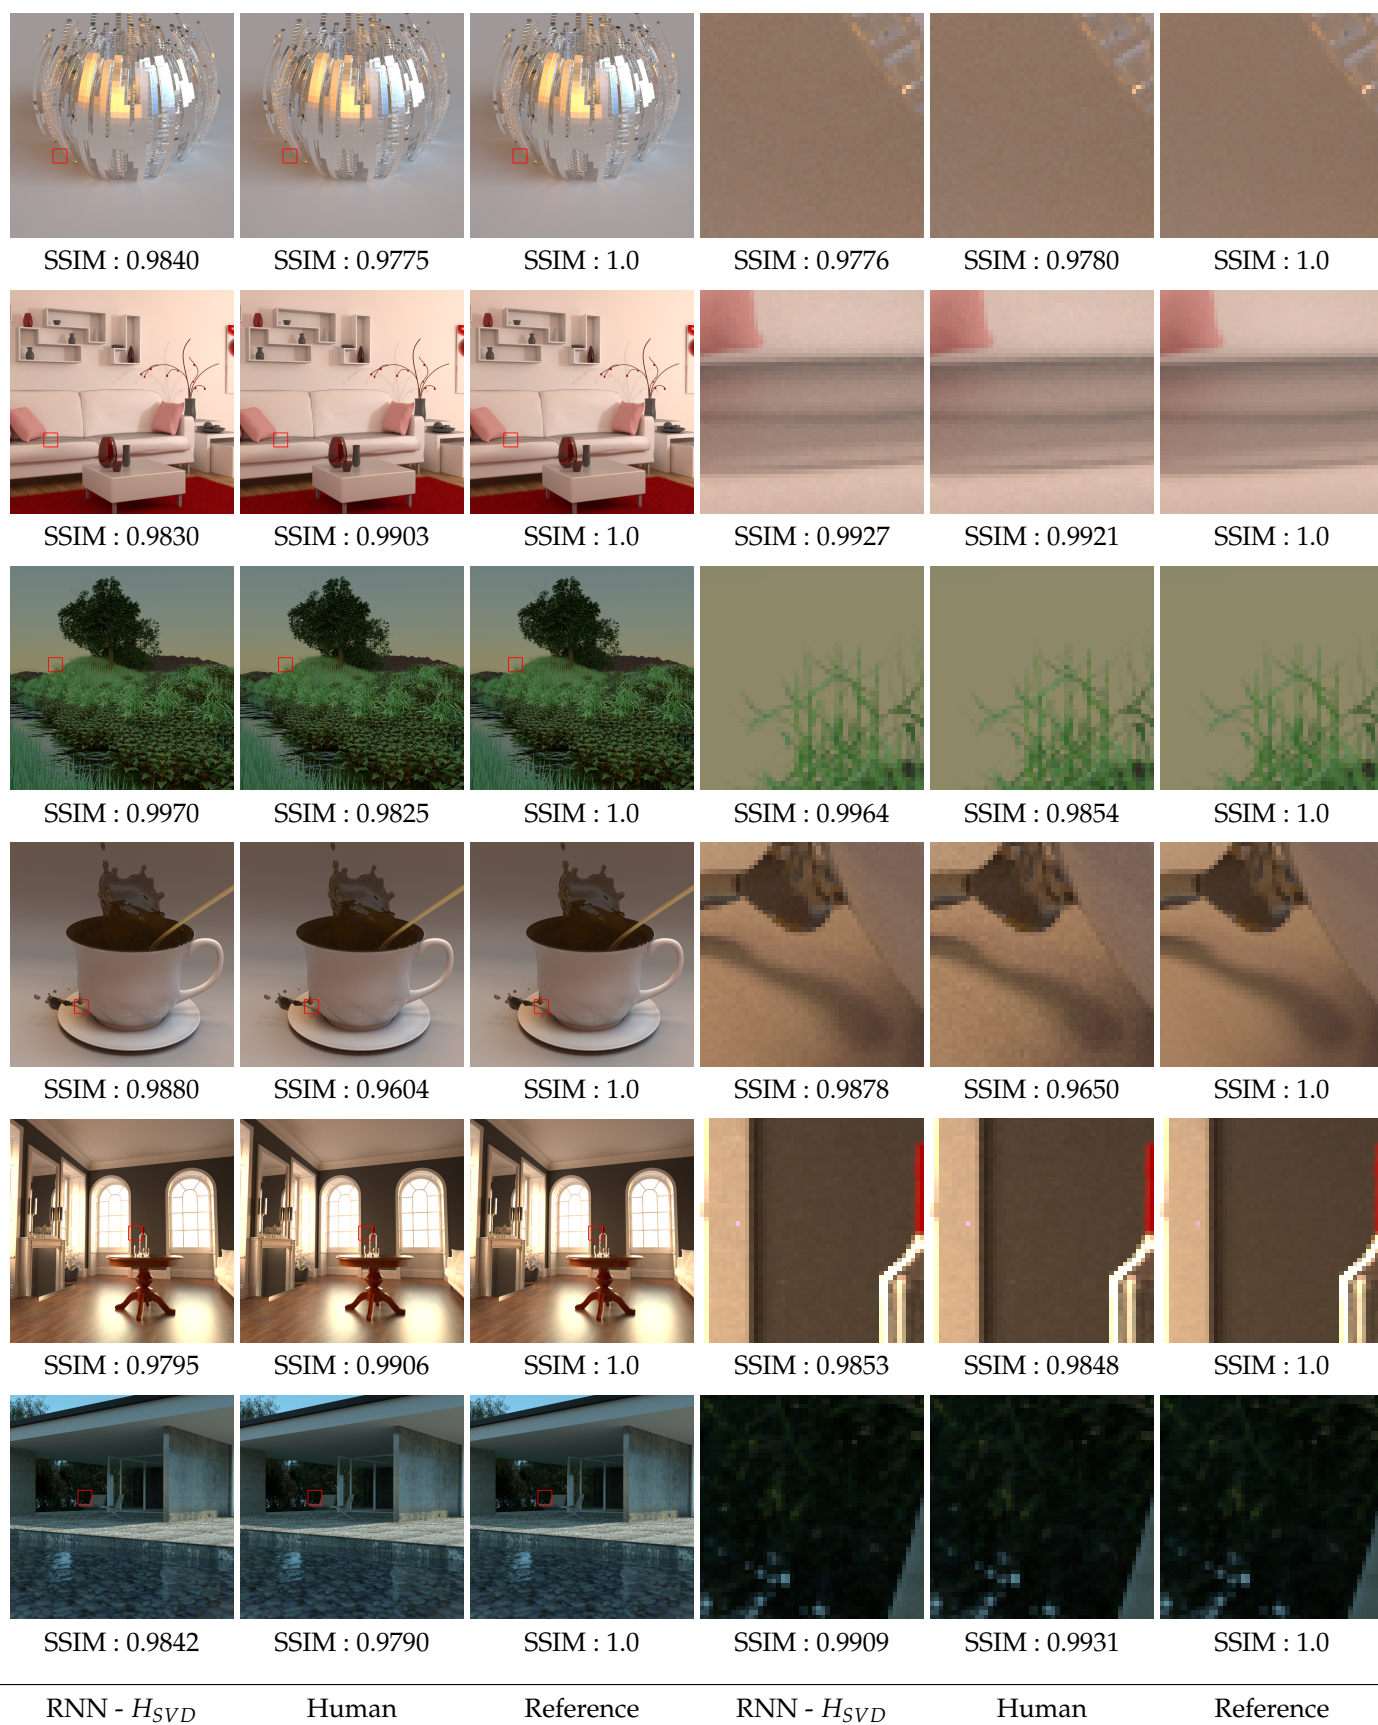 SSIM : 0.9840 SSIM : 0.9775 SSIM : 1.0 SSIM : 0.9776 SSIM : 0.9780 SSIM : 1.0
SSIM : 0.9830 SSIM : 0.9903 SSIM : 1.0 SSIM : 0.9927 SSIM : 0.9921 SSIM : 1.0
SSIM : 0.9970 SSIM : 0.9825 SSIM : 1.0 SSIM : 0.9964 SSIM : 0.9854 SSIM : 1.0
SSIM : 0.9880 SSIM : 0.9604 SSIM : 1.0 SSIM : 0.9878 SSIM : 0.9650 SSIM : 1.0
SSIM : 0.9795 SSIM : 0.9906 SSIM : 1.0 SSIM : 0.9853 SSIM : 0.9848 SSIM : 1.0
SSIM : 0.9842 SSIM : 0.9790 SSIM : 1.0 SSIM : 0.9909 SSIM : 0.9931 SSIM : 1.0
RNN - H_SVD Human Reference RNN - H_SVD Human Reference